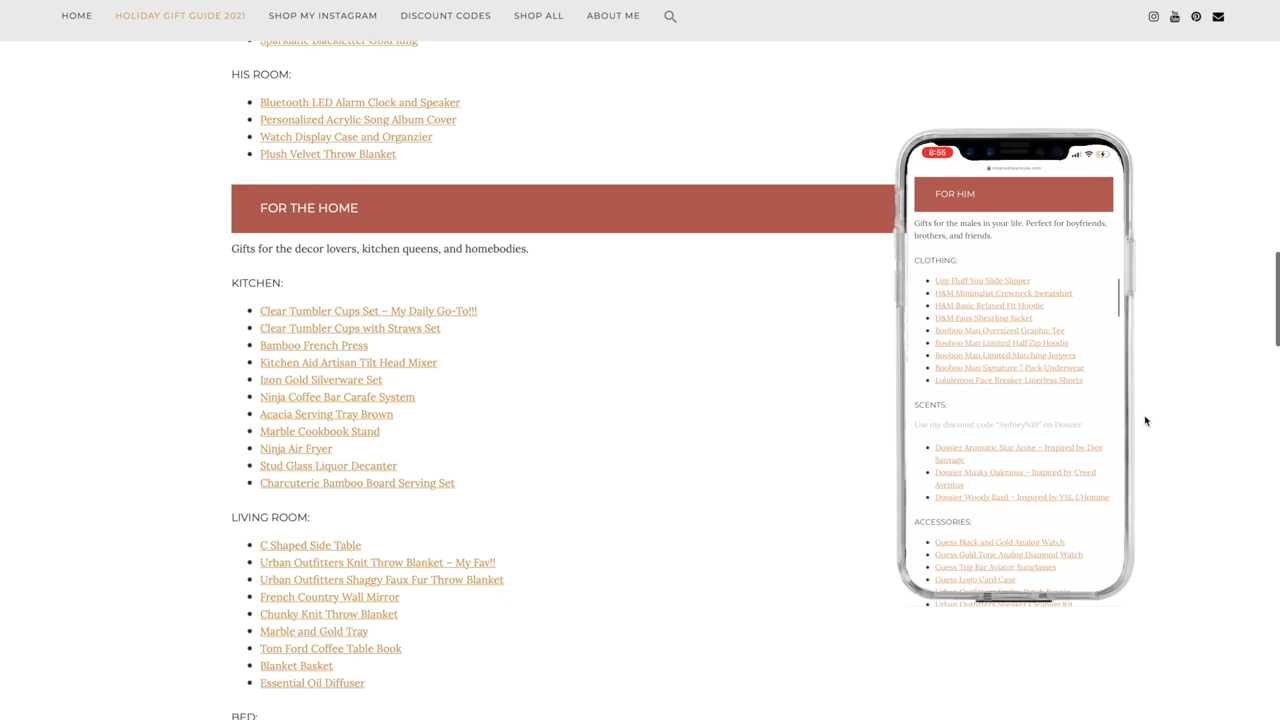 HOME HOLIDAY GIFT GUIDE 2021 SHOP MY INSTAGRAM DISCOUNT CODES SHOP ALL ABOUT ME
Sparklane Blackletter Gold Ring
HIS ROOM:
Bluetooth LED Alarm Clock and Speaker
Personalized Acrylic Song Album Cover
Watch Display Case and Organzier
Plush Velvet Throw Blanket
FOR THE HOME
Gifts for the decor lovers, kitchen queens, and homebodies.
KITCHEN:
Clear Tumbler Cups Set – My Daily Go-To!!!
Clear Tumbler Cups with Straws Set
Bamboo French Press
Kitchen Aid Artisan Tilt Head Mixer
Izon Gold Silverware Set
Ninja Coffee Bar Carafe System
Acacia Serving Tray Brown
Marble Cookbook Stand
Ninja Air Fryer
Stud Glass Liquor Decanter
Charcuterie Bamboo Board Serving Set
LIVING ROOM:
C Shaped Side Table
Urban Outfitters Knit Throw Blanket – My Fav!!
Urban Outfitters Shaggy Faux Fur Throw Blanket
French Country Wall Mirror
Chunky Knit Throw Blanket
Marble and Gold Tray
Tom Ford Coffee Table Book
Blanket Basket
Essential Oil Diffuser
BED:
8:55
FOR HIM
Gifts for the males in your life. Perfect for boyfriends,
brothers, and friends.
CLOTHING:
Ugg Fluff You Slide Slipper
H&M Minimalist Crewneck Sweatshirt
H&M Basic Relaxed Fit Hoodie
H&M Faux Shearling Jacket
Boohoo Man Oversized Graphic Tee
Boohoo Man Limited Half Zip Hoodie
Boohoo Man Limited Matching Joggers
Boohoo Man Signature 7 Pack Underwear
Lululemon Pace Breaker Linerless Shorts
SCENTS:
Use my discount code “SydneyN10” on Dossier
Dossier Aromatic Star Anise – Inspired by Dior
Sauvage
Dossier Musky Oakmoss – Inspired by Creed
Aventus
Dossier Woody Basil – Inspired by YSL L’Homme
ACCESSORIES:
Guess Black and Gold Analog Watch
Guess Gold Tone Analog Diamond Watch
Guess Top Bar Aviator Sunglasses
Guess Logo Card Case
Urban Outfitters Sneaker Cleaning Kit